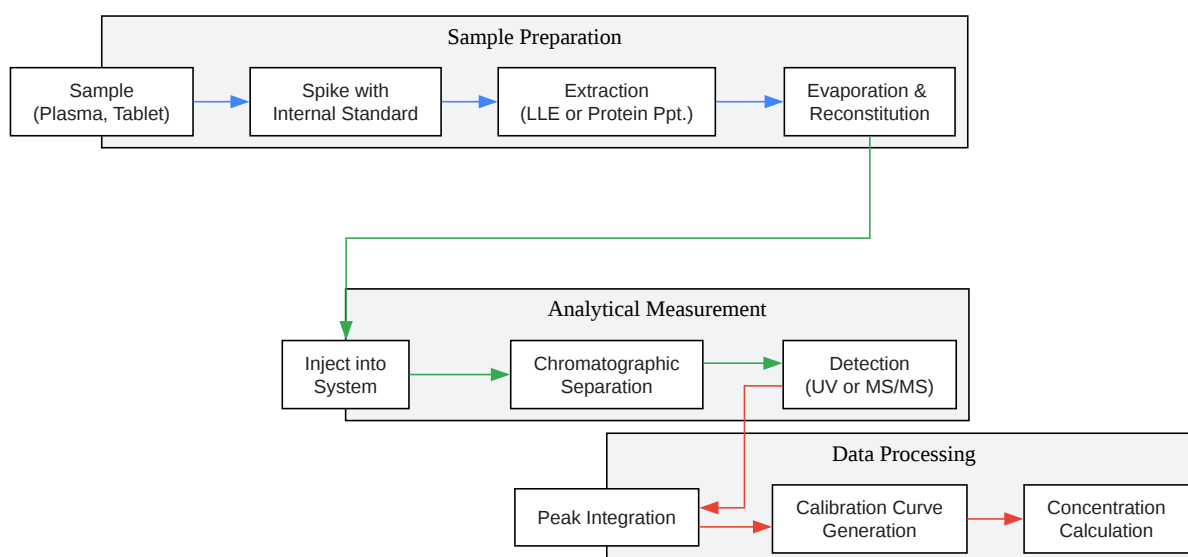 Sample Preparation
Sample
(Plasma, Tablet)
Spike with
Internal Standard
Extraction
(LLE or Protein Ppt.)
Evaporation &
Reconstitution
Analytical Measurement
Inject into
System
Chromatographic
Separation
Detection
(UV or MS/MS)
Data Processing
Peak Integration
Calibration Curve
Generation
Concentration
Calculation